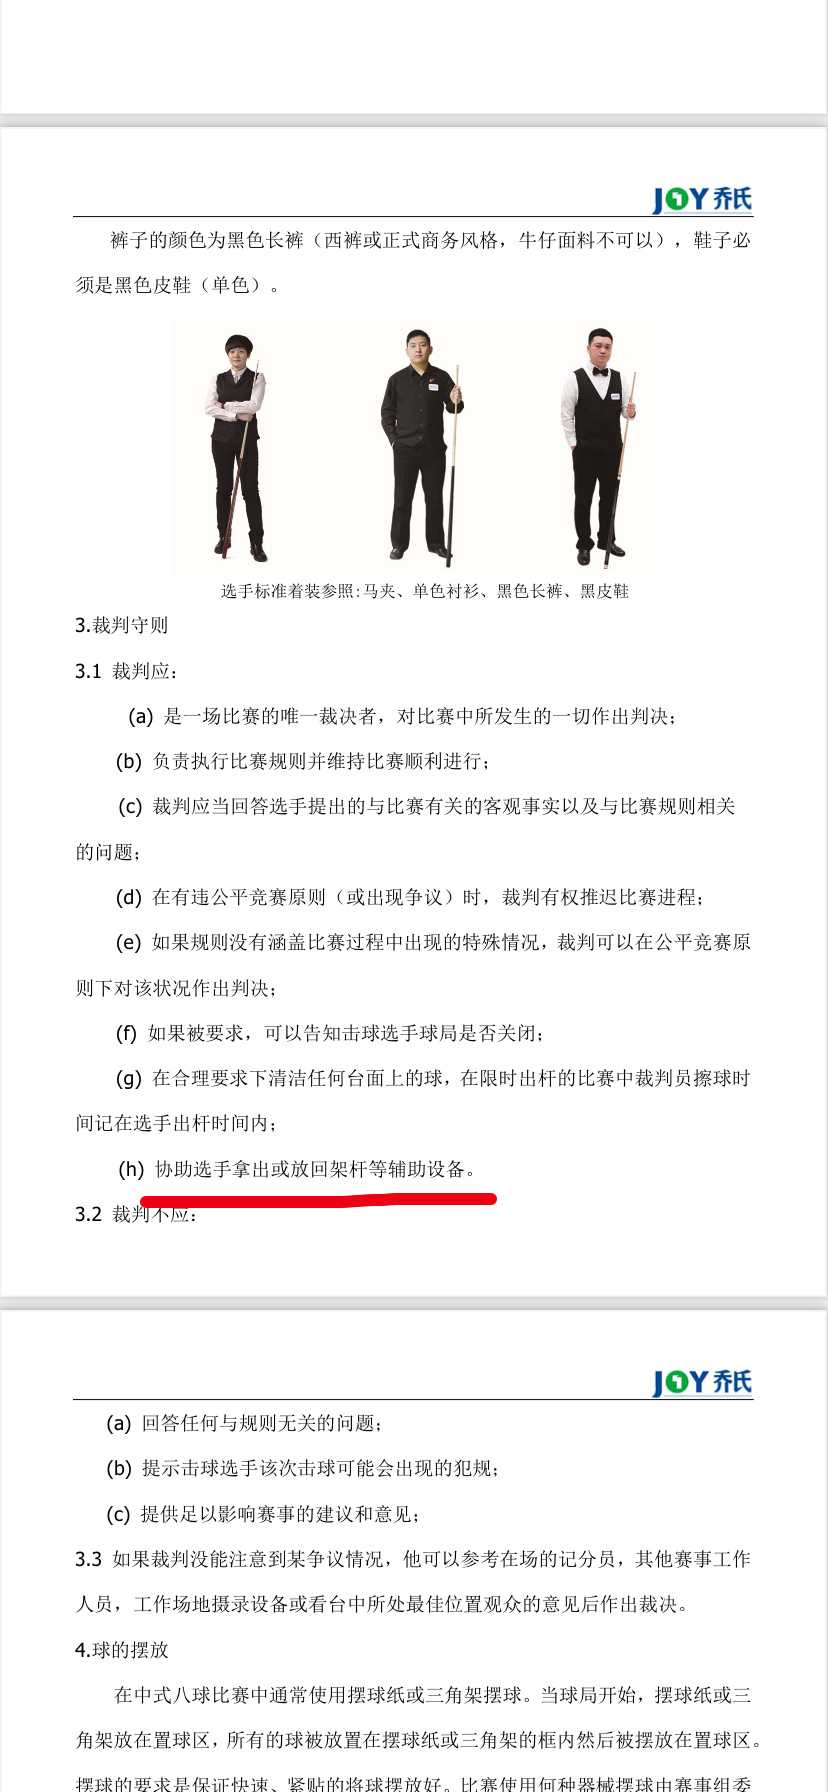 JOY 乔氏
裤子的颜色为黑色长裤（西裤或正式商务风格，牛仔面料不可以），鞋子必
须是黑色皮鞋（单色）。
选手标准着装参照:马夹、单色衬衫、黑色长裤、黑皮鞋
3.裁判守则
3.1 裁判应：
(a) 是一场比赛的唯一裁决者，对比赛中所发生的一切作出判决；
(b) 负责执行比赛规则并维持比赛顺利进行；
(c) 裁判应当回答选手提出的与比赛有关的客观事实以及与比赛规则相关
的问题；
(d) 在有违公平竞赛原则（或出现争议）时，裁判有权推迟比赛进程；
(e) 如果规则没有涵盖比赛过程中出现的特殊情况，裁判可以在公平竞赛原
则下对该状况作出判决；
(f) 如果被要求，可以告知击球选手球局是否关闭；
(g) 在合理要求下清洁任何台面上的球，在限时出杆的比赛中裁判员擦球时
间记在选手出杆时间内；
(h) 协助选手拿出或放回架杆等辅助设备。
3.2 裁判不应：
JOY 乔氏
(a) 回答任何与规则无关的问题；
(b) 提示击球选手该次击球可能会出现的犯规；
(c) 提供足以影响赛事的建议和意见；
3.3 如果裁判没能注意到某争议情况，他可以参考在场的记分员，其他赛事工作
人员，工作场地摄录设备或看台中所处最佳位置观众的意见后作出裁决。
4.球的摆放
在中式八球比赛中通常使用摆球纸或三角架摆球。当球局开始，摆球纸或三
角架放在置球区，所有的球被放置在摆球纸或三角架的框内然后被摆放在置球区。
摆球的要求是保证快速、紧贴的将球摆放好。比赛使用何种器械摆球由赛事组委